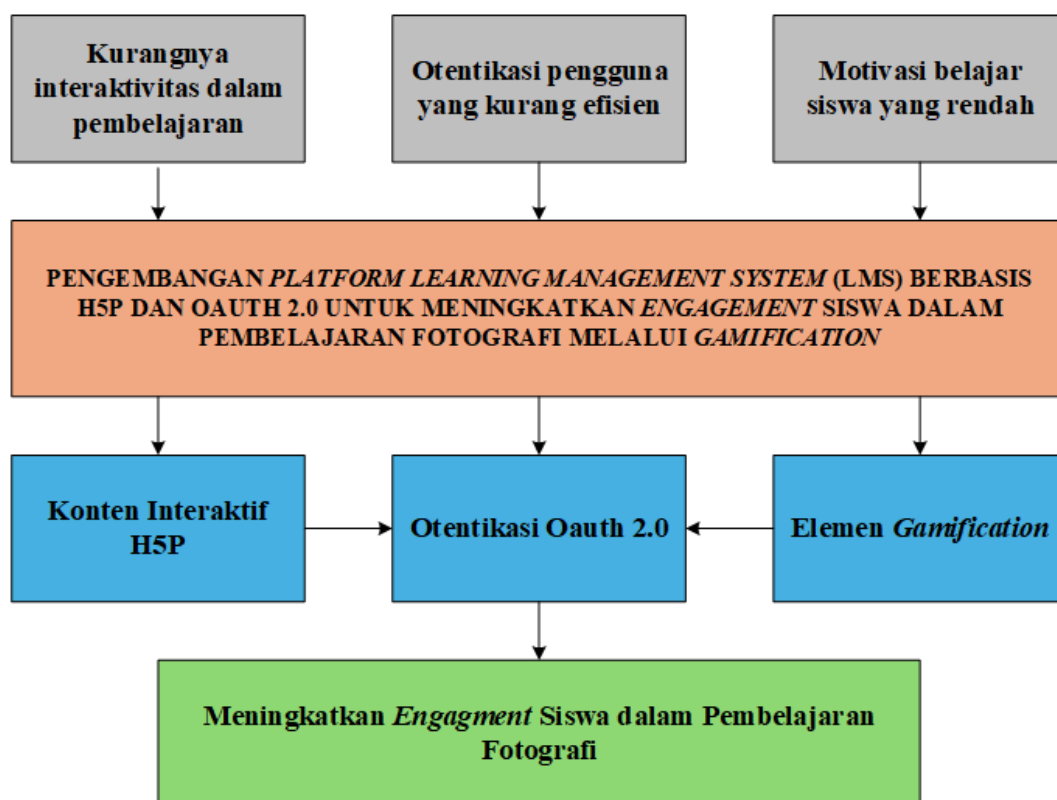 Kurangnya
interaktivitas dalam
pembelajaran
Otentikasi pengguna
yang kurang efisien
Motivasi belajar
siswa yang rendah
PENGEMBANGAN PLATFORM LEARNING MANAGEMENT SYSTEM (LMS) BERBASIS
H5P DAN OAUTH 2.0 UNTUK MENINGKATKAN ENGAGEMENT SISWA DALAM
PEMBELAJARAN FOTOGRAFI MELALUI GAMIFICATION
Konten Interaktif
H5P
Otentikasi Oauth 2.0
Elemen Gamification
Meningkatkan Engagment Siswa dalam Pembelajaran
Fotografi